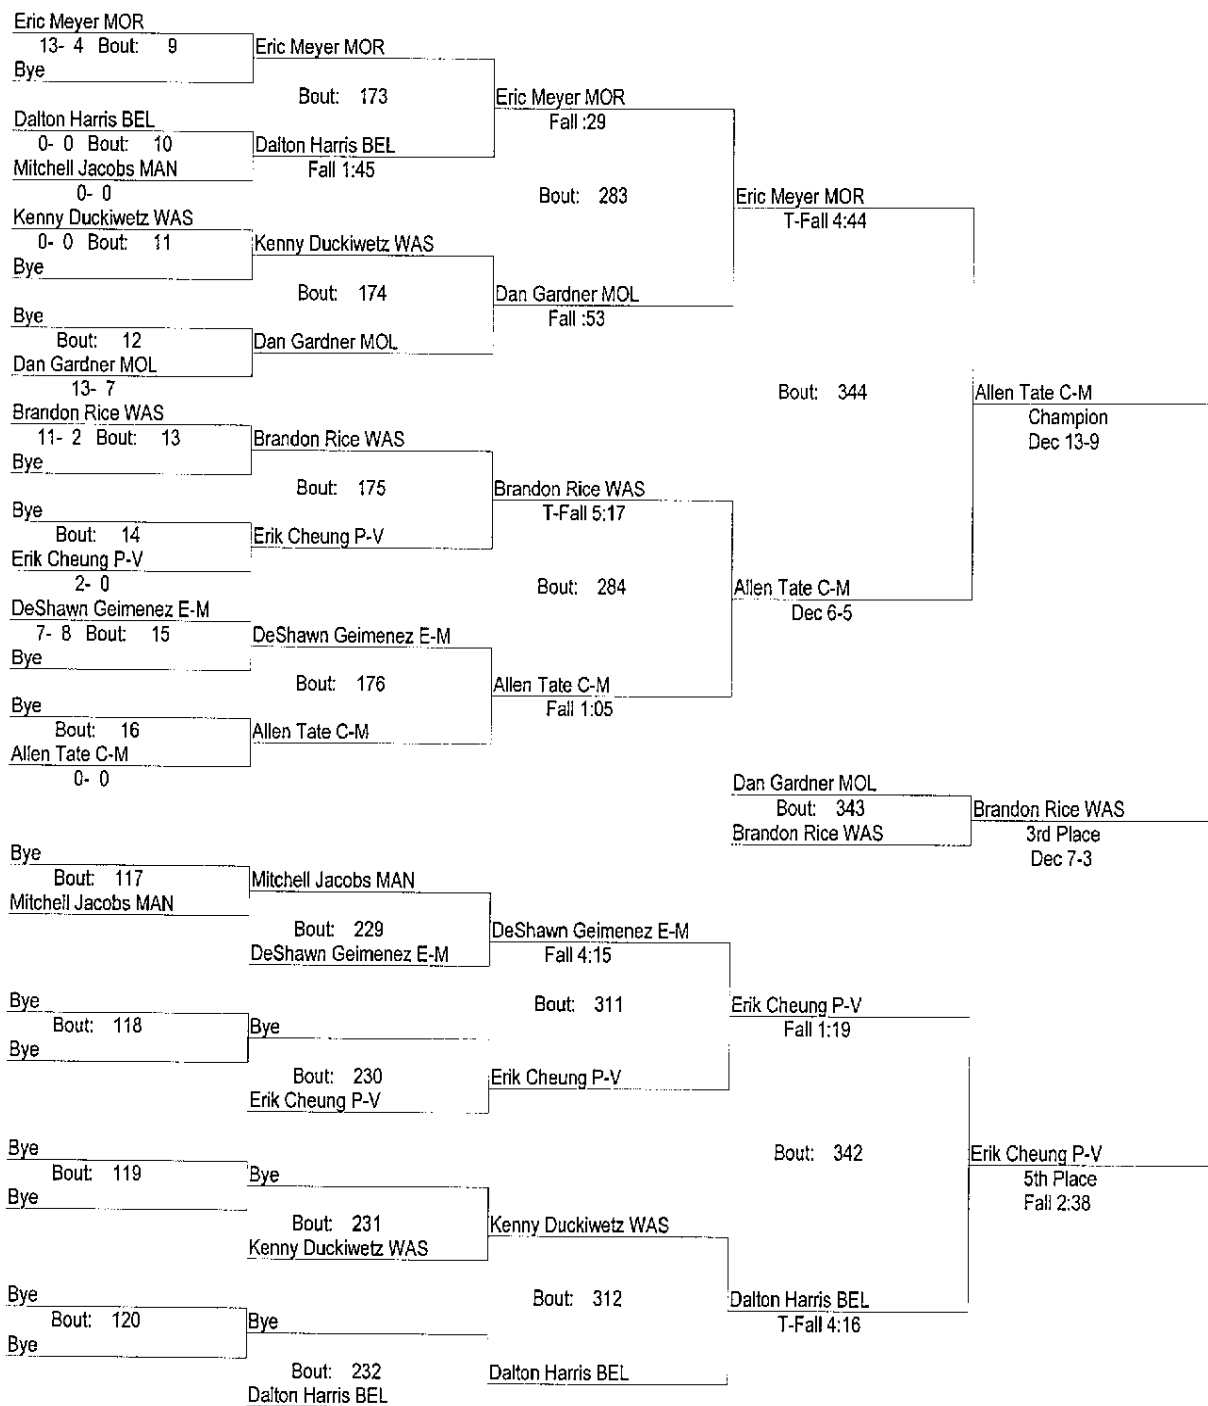 Eric Meyer MOR
13- 4 Bout: 9
Eric Meyer MOR
Bye
Bout: 173
Eric Meyer MOR
Fall :29
Dalton Harris BEL
0- 0 Bout: 10
Dalton Harris BEL
Fall 1:45
Mitchell Jacobs MAN
0- 0
Bout: 283
Eric Meyer MOR
T-Fall 4:44
Kenny Duckiwetz WAS
0- 0 Bout: 11
Kenny Duckiwetz WAS
Bye
Bout: 174
Dan Gardner MOL
Fall :53
Bye
Bout: 12
Dan Gardner MOL
Dan Gardner MOL
13- 7
Bout: 344
Allen Tate C-M
Champion
Dec 13-9
Brandon Rice WAS
11- 2 Bout: 13
Brandon Rice WAS
Bye
Bout: 175
Brandon Rice WAS
T-Fall 5:17
Bye
Bout: 14
Erik Cheung P-V
Erik Cheung P-V
2- 0
Bout: 284
Allen Tate C-M
Dec 6-5
DeShawn Geimenez E-M
7- 8 Bout: 15
DeShawn Geimenez E-M
Bye
Bout: 176
Allen Tate C-M
Fall 1:05
Bye
Bout: 16
Allen Tate C-M
Allen Tate C-M
0- 0
Dan Gardner MOL
Bout: 343
Brandon Rice WAS
Brandon Rice WAS
3rd Place
Dec 7-3
Bye
Bout: 117
Mitchell Jacobs MAN
Mitchell Jacobs MAN
Bout: 229
DeShawn Geimenez E-M
DeShawn Geimenez E-M
Fall 4:15
Bye
Bout: 118
Bye
Bye
Bout: 311
Erik Cheung P-V
Fall 1:19
Bout: 230
Erik Cheung P-V
Erik Cheung P-V
Bye
Bout: 119
Bye
Bye
Bout: 342
Erik Cheung P-V
5th Place
Fall 2:38
Bout: 231
Kenny Duckiwetz WAS
Kenny Duckiwetz WAS
Bye
Bout: 120
Bye
Bye
Bout: 312
Dalton Harris BEL
T-Fall 4:16
Bout: 232
Dalton Harris BEL
Dalton Harris BEL